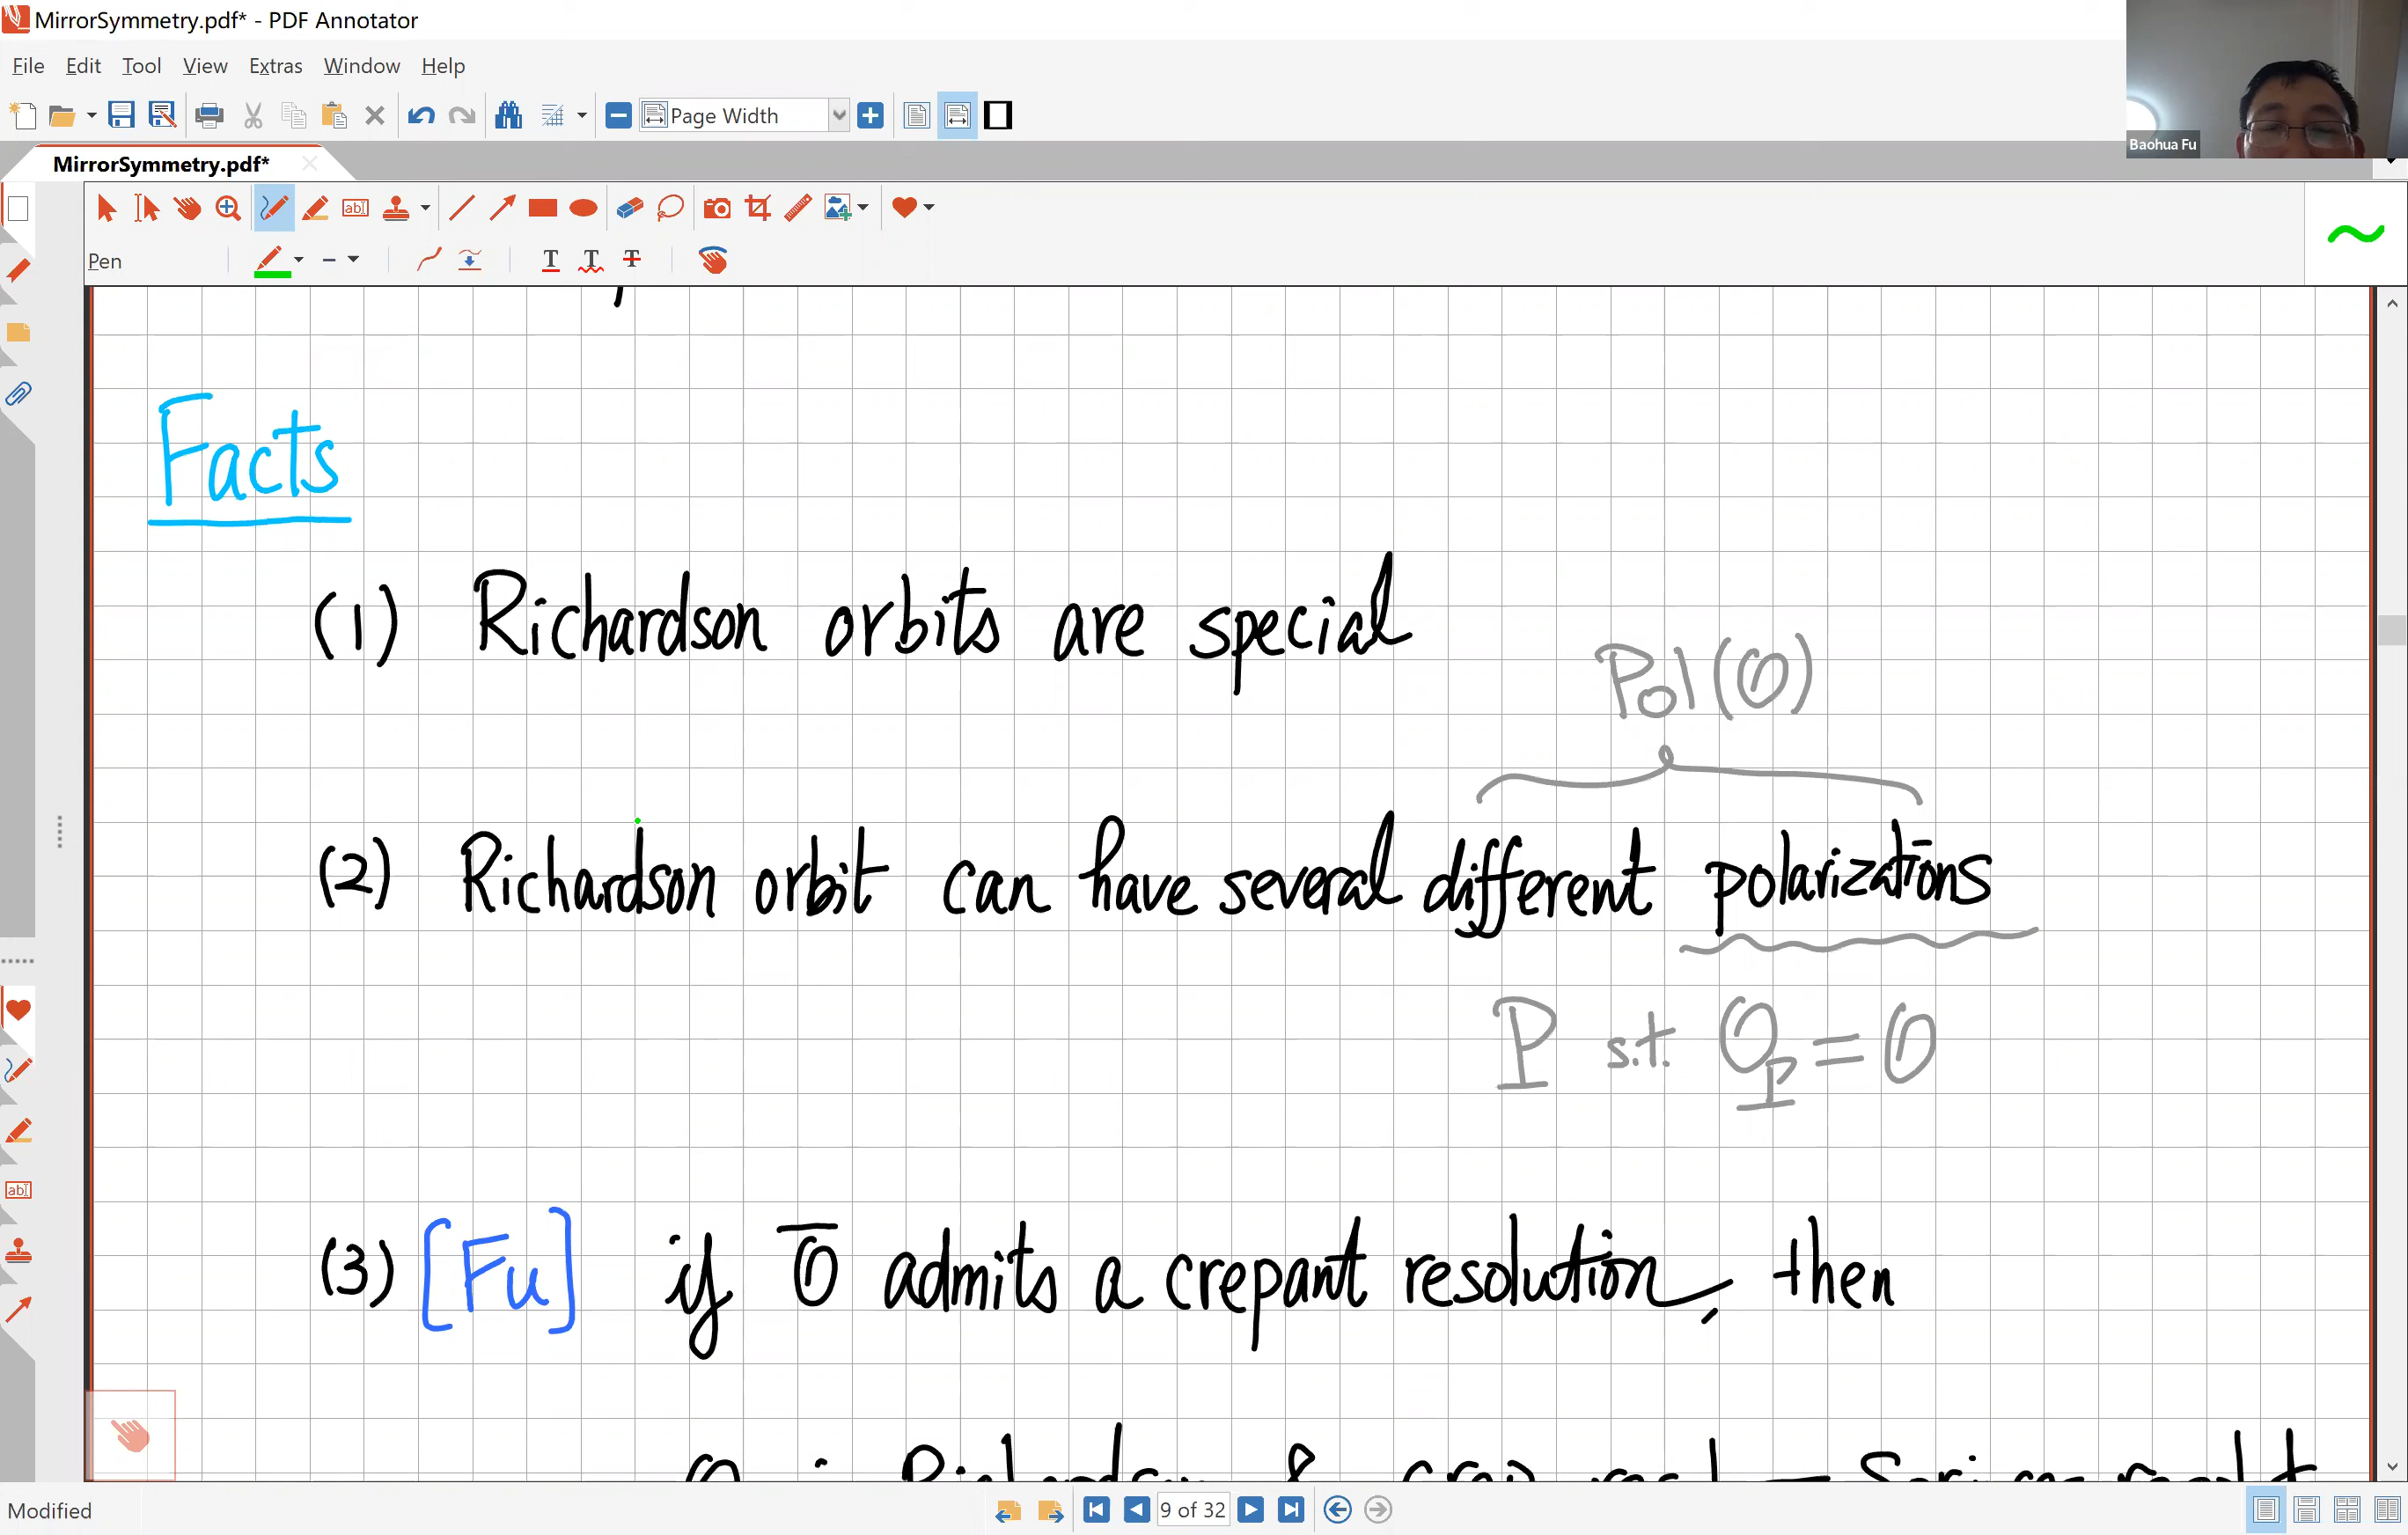 MirrorSymmetry.pdf* - PDF Annotator
File Edit Tool View Extras Window Help
Page Width
Baohua Fu
MirrorSymmetry.pdf*
Pen
Facts
(1) Richardson orbits are special
Pol(O)
(2) Richardson orbit can have several different polarizations
P s.t. O_P = O
(3) [Fu] if O̅ admits a crepant resolution, then
Modified
9 of 32